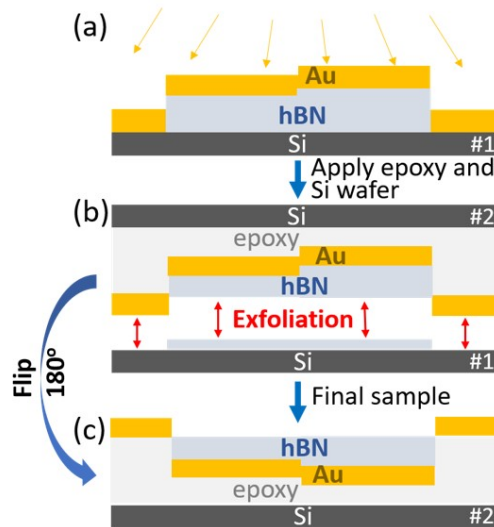 (a)
Au
hBN
Si
#1
Apply epoxy and
Si wafer
(b)
Si
#2
epoxy
Au
hBN
Exfoliation
Si
#1
Flip
180º
Final sample
(c)
hBN
Au
epoxy
Si
#2